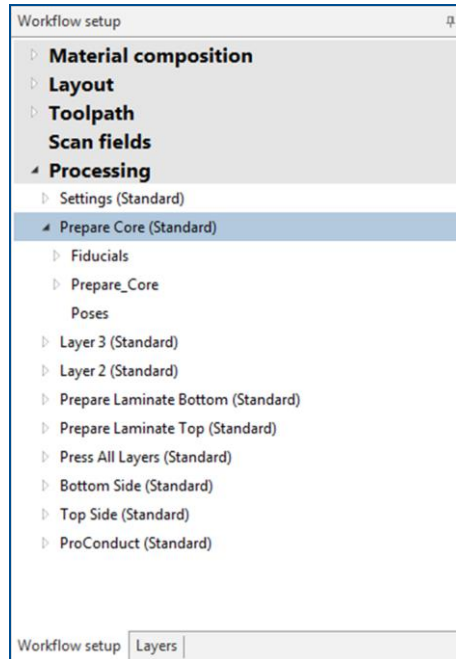 Workflow setup
Material composition
Layout
Toolpath
Scan fields
Processing
Settings (Standard)
Prepare Core (Standard)
Fiducials
Prepare_Core
Poses
Layer 3 (Standard)
Layer 2 (Standard)
Prepare Laminate Bottom (Standard)
Prepare Laminate Top (Standard)
Press All Layers (Standard)
Bottom Side (Standard)
Top Side (Standard)
ProConduct (Standard)
Workflow setup Layers